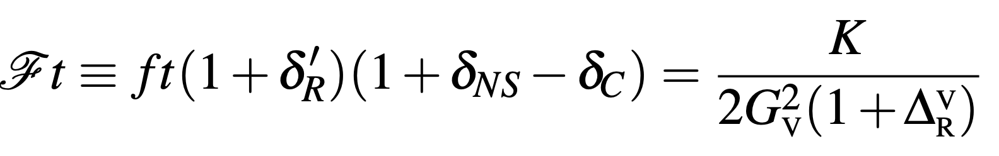 ℱt ≡ ft(1 + δ′_R)(1 + δ_NS − δ_C) = K / 2G_V^2(1 + Δ_R^V)